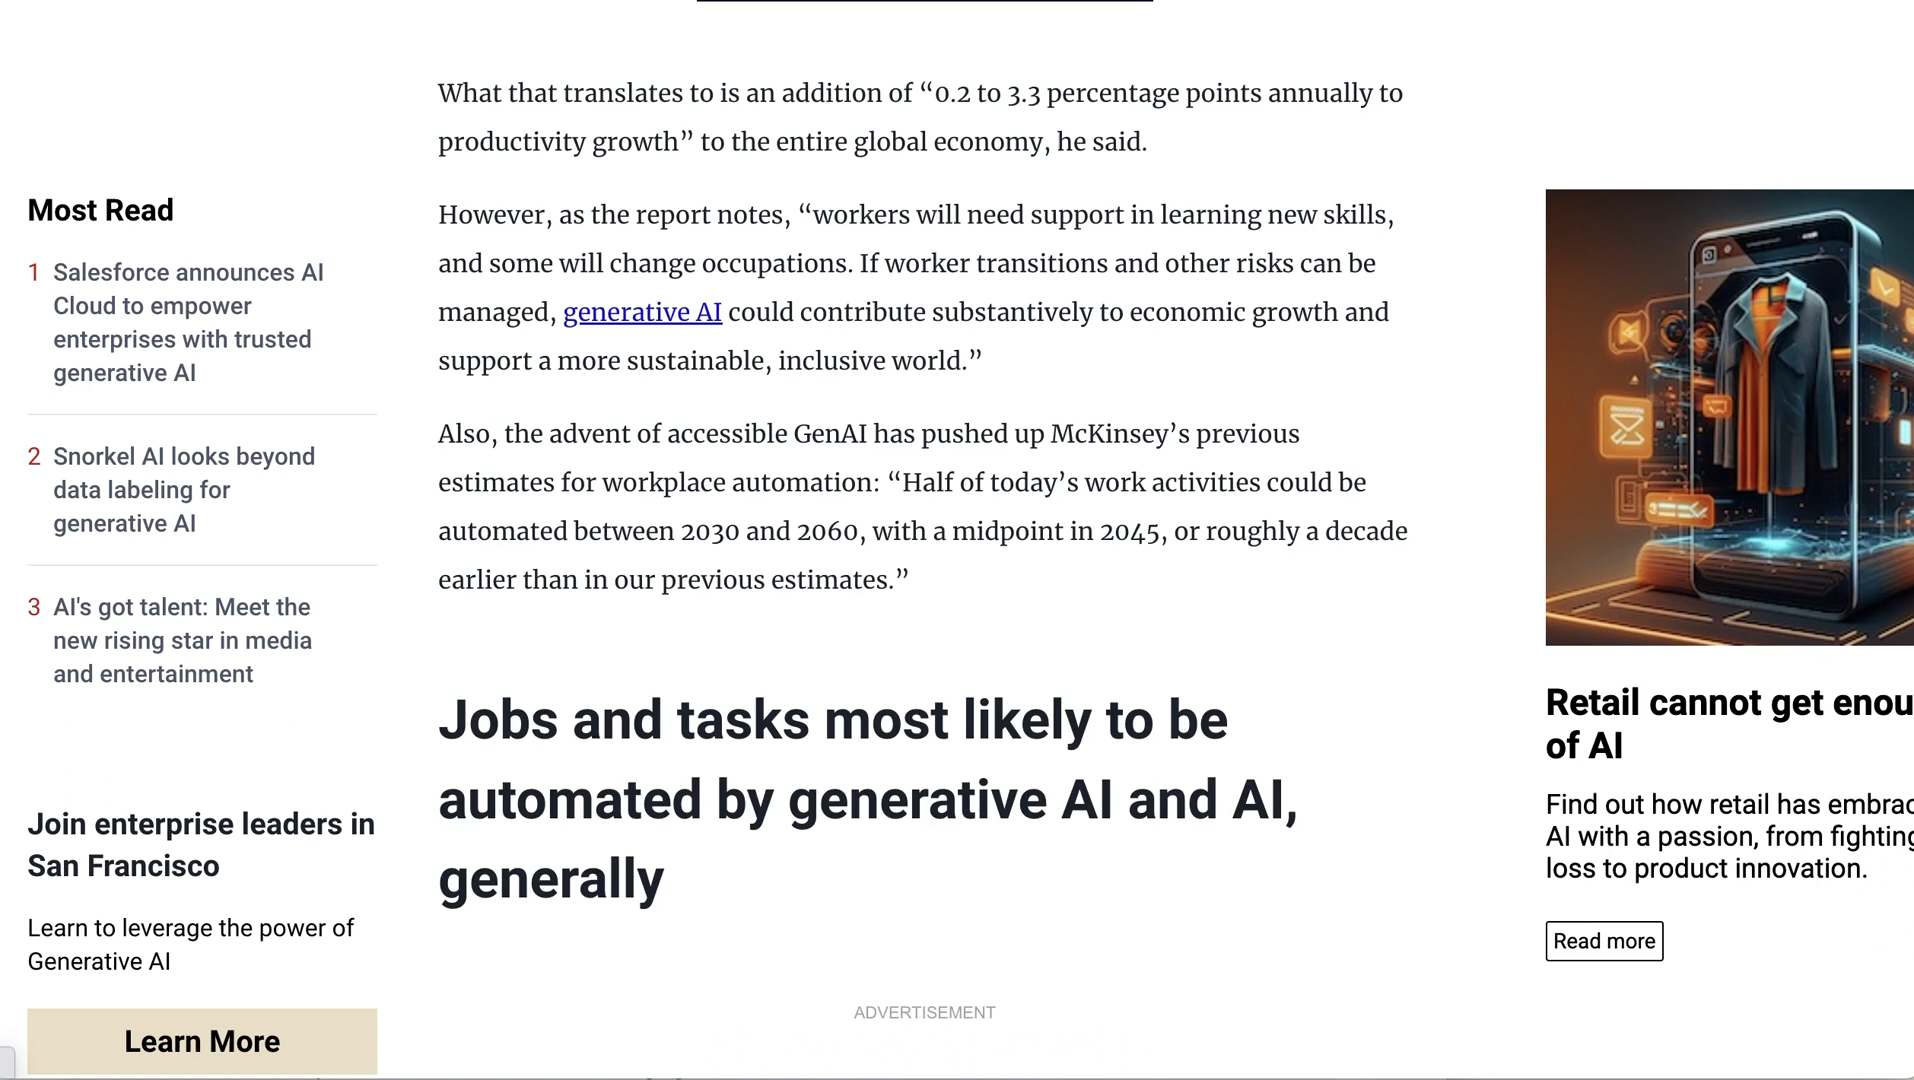 What that translates to is an addition of “0.2 to 3.3 percentage points annually to
productivity growth” to the entire global economy, he said.
However, as the report notes, “workers will need support in learning new skills,
and some will change occupations. If worker transitions and other risks can be
managed, generative AI could contribute substantively to economic growth and
support a more sustainable, inclusive world.”
Also, the advent of accessible GenAI has pushed up McKinsey’s previous
estimates for workplace automation: “Half of today’s work activities could be
automated between 2030 and 2060, with a midpoint in 2045, or roughly a decade
earlier than in our previous estimates.”
Jobs and tasks most likely to be
automated by generative AI and AI,
generally
ADVERTISEMENT
Most Read
1 Salesforce announces AI
Cloud to empower
enterprises with trusted
generative AI
2 Snorkel AI looks beyond
data labeling for
generative AI
3 AI's got talent: Meet the
new rising star in media
and entertainment
Join enterprise leaders in
San Francisco
Learn to leverage the power of
Generative AI
Learn More
Retail cannot get enou
of AI
Find out how retail has embrac
AI with a passion, from fighting
loss to product innovation.
Read more